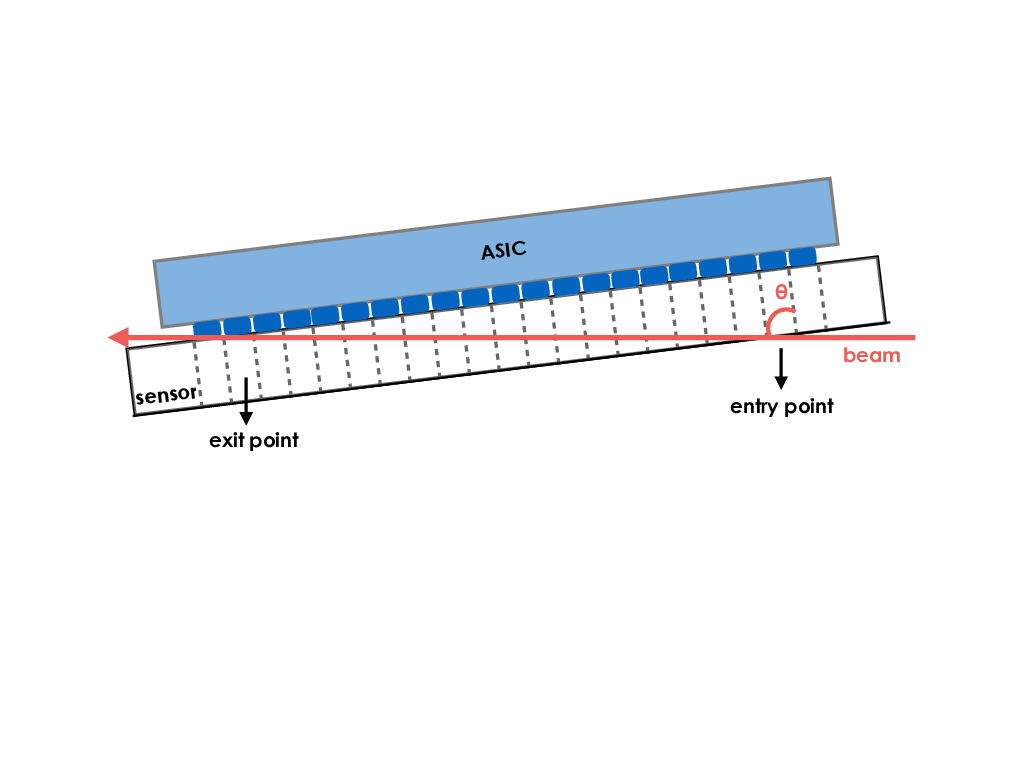 ASIC
θ
beam
sensor
entry point
exit point